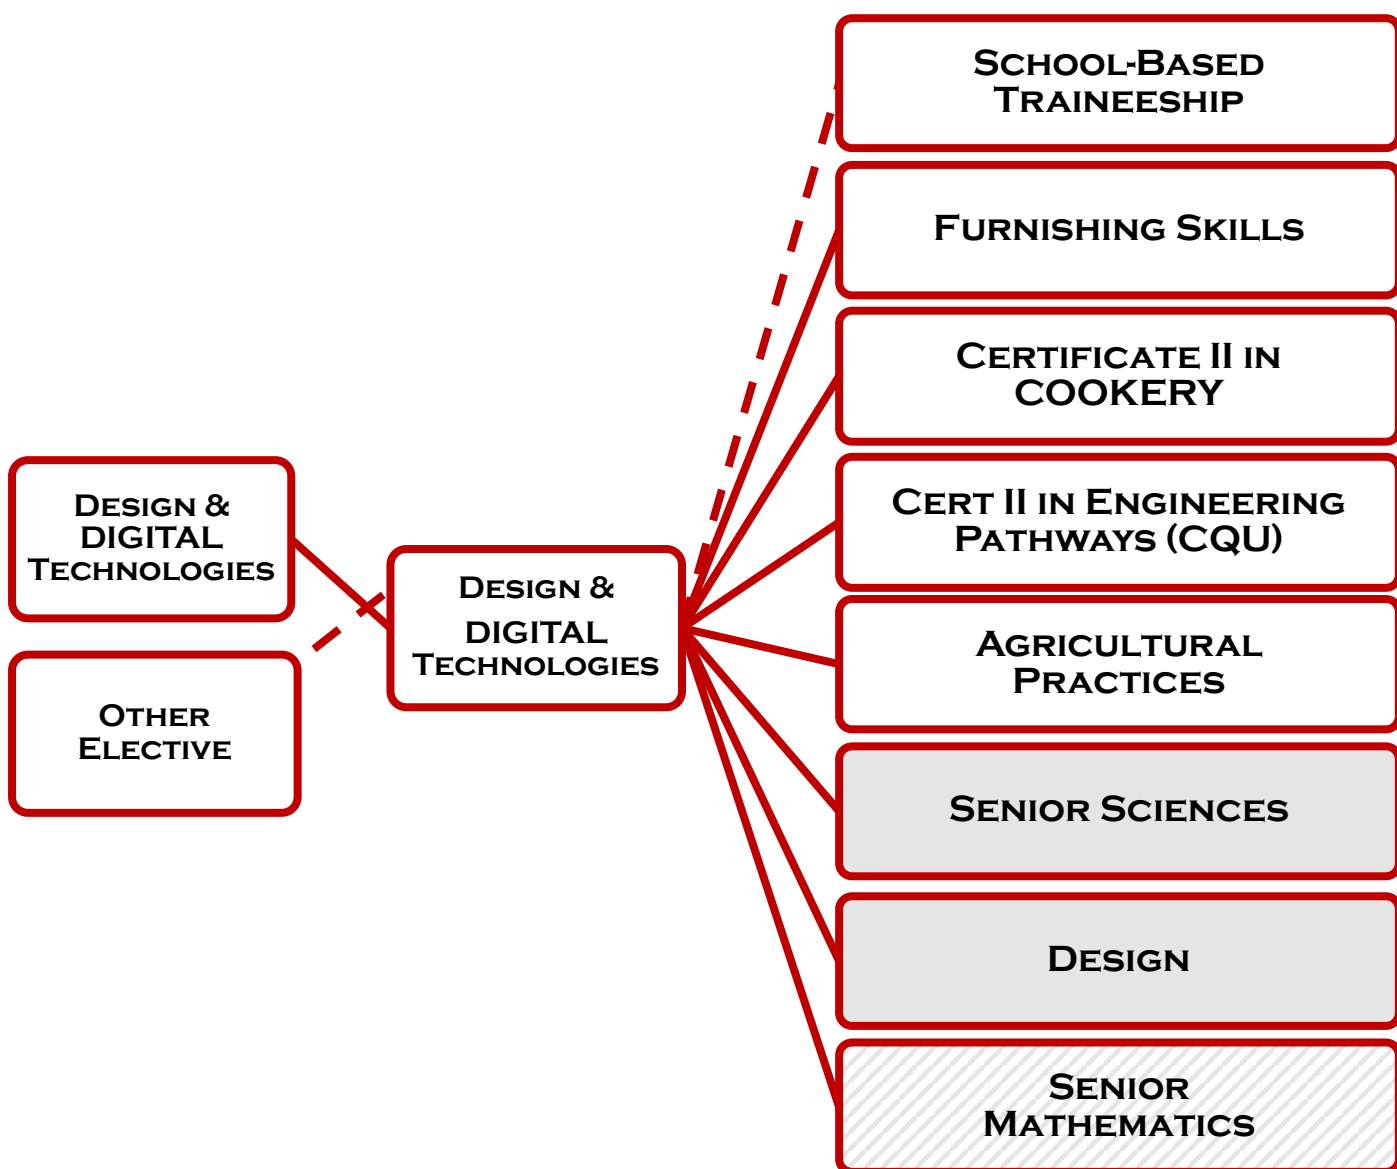 School-Based
Traineeship
Furnishing Skills
Certificate II in
COOKERY
Cert II in Engineering
Pathways (CQU)
Design &
DIGITAL
Technologies
Design &
DIGITAL
Technologies
Agricultural
Practices
Other
Elective
Senior Sciences
Design
Senior
Mathematics